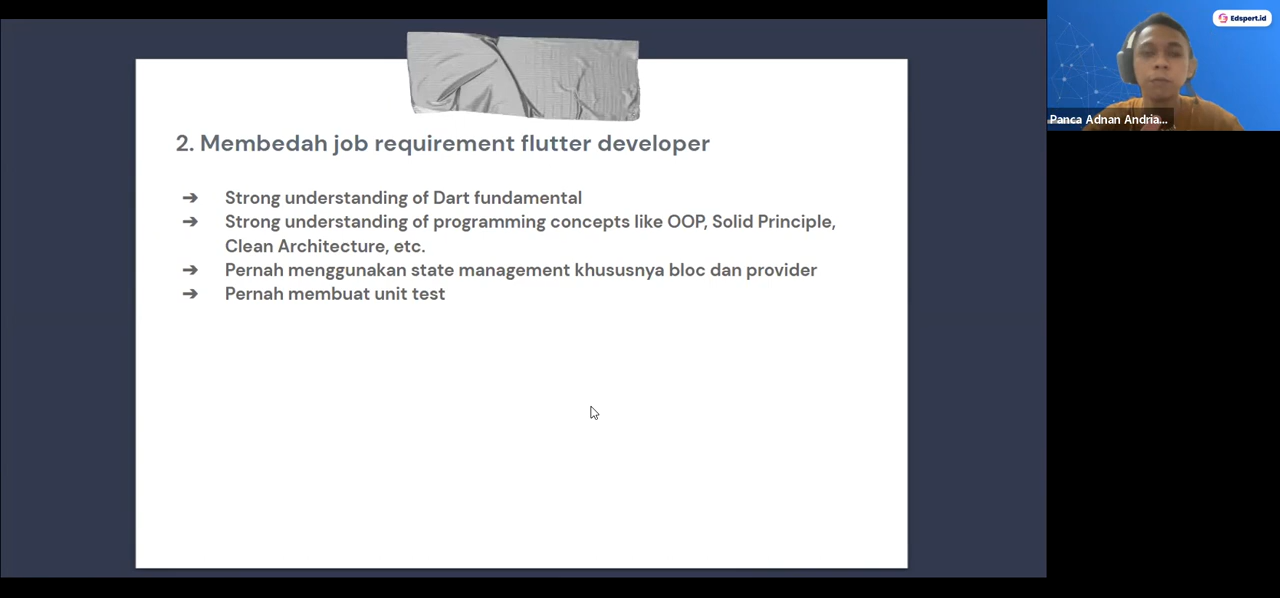 2. Membedah job requirement flutter developer
➔ Strong understanding of Dart fundamental
➔ Strong understanding of programming concepts like OOP, Solid Principle,
Clean Architecture, etc.
➔ Pernah menggunakan state management khususnya bloc dan provider
➔ Pernah membuat unit test
Edspert.id
Panca Adnan Andria...